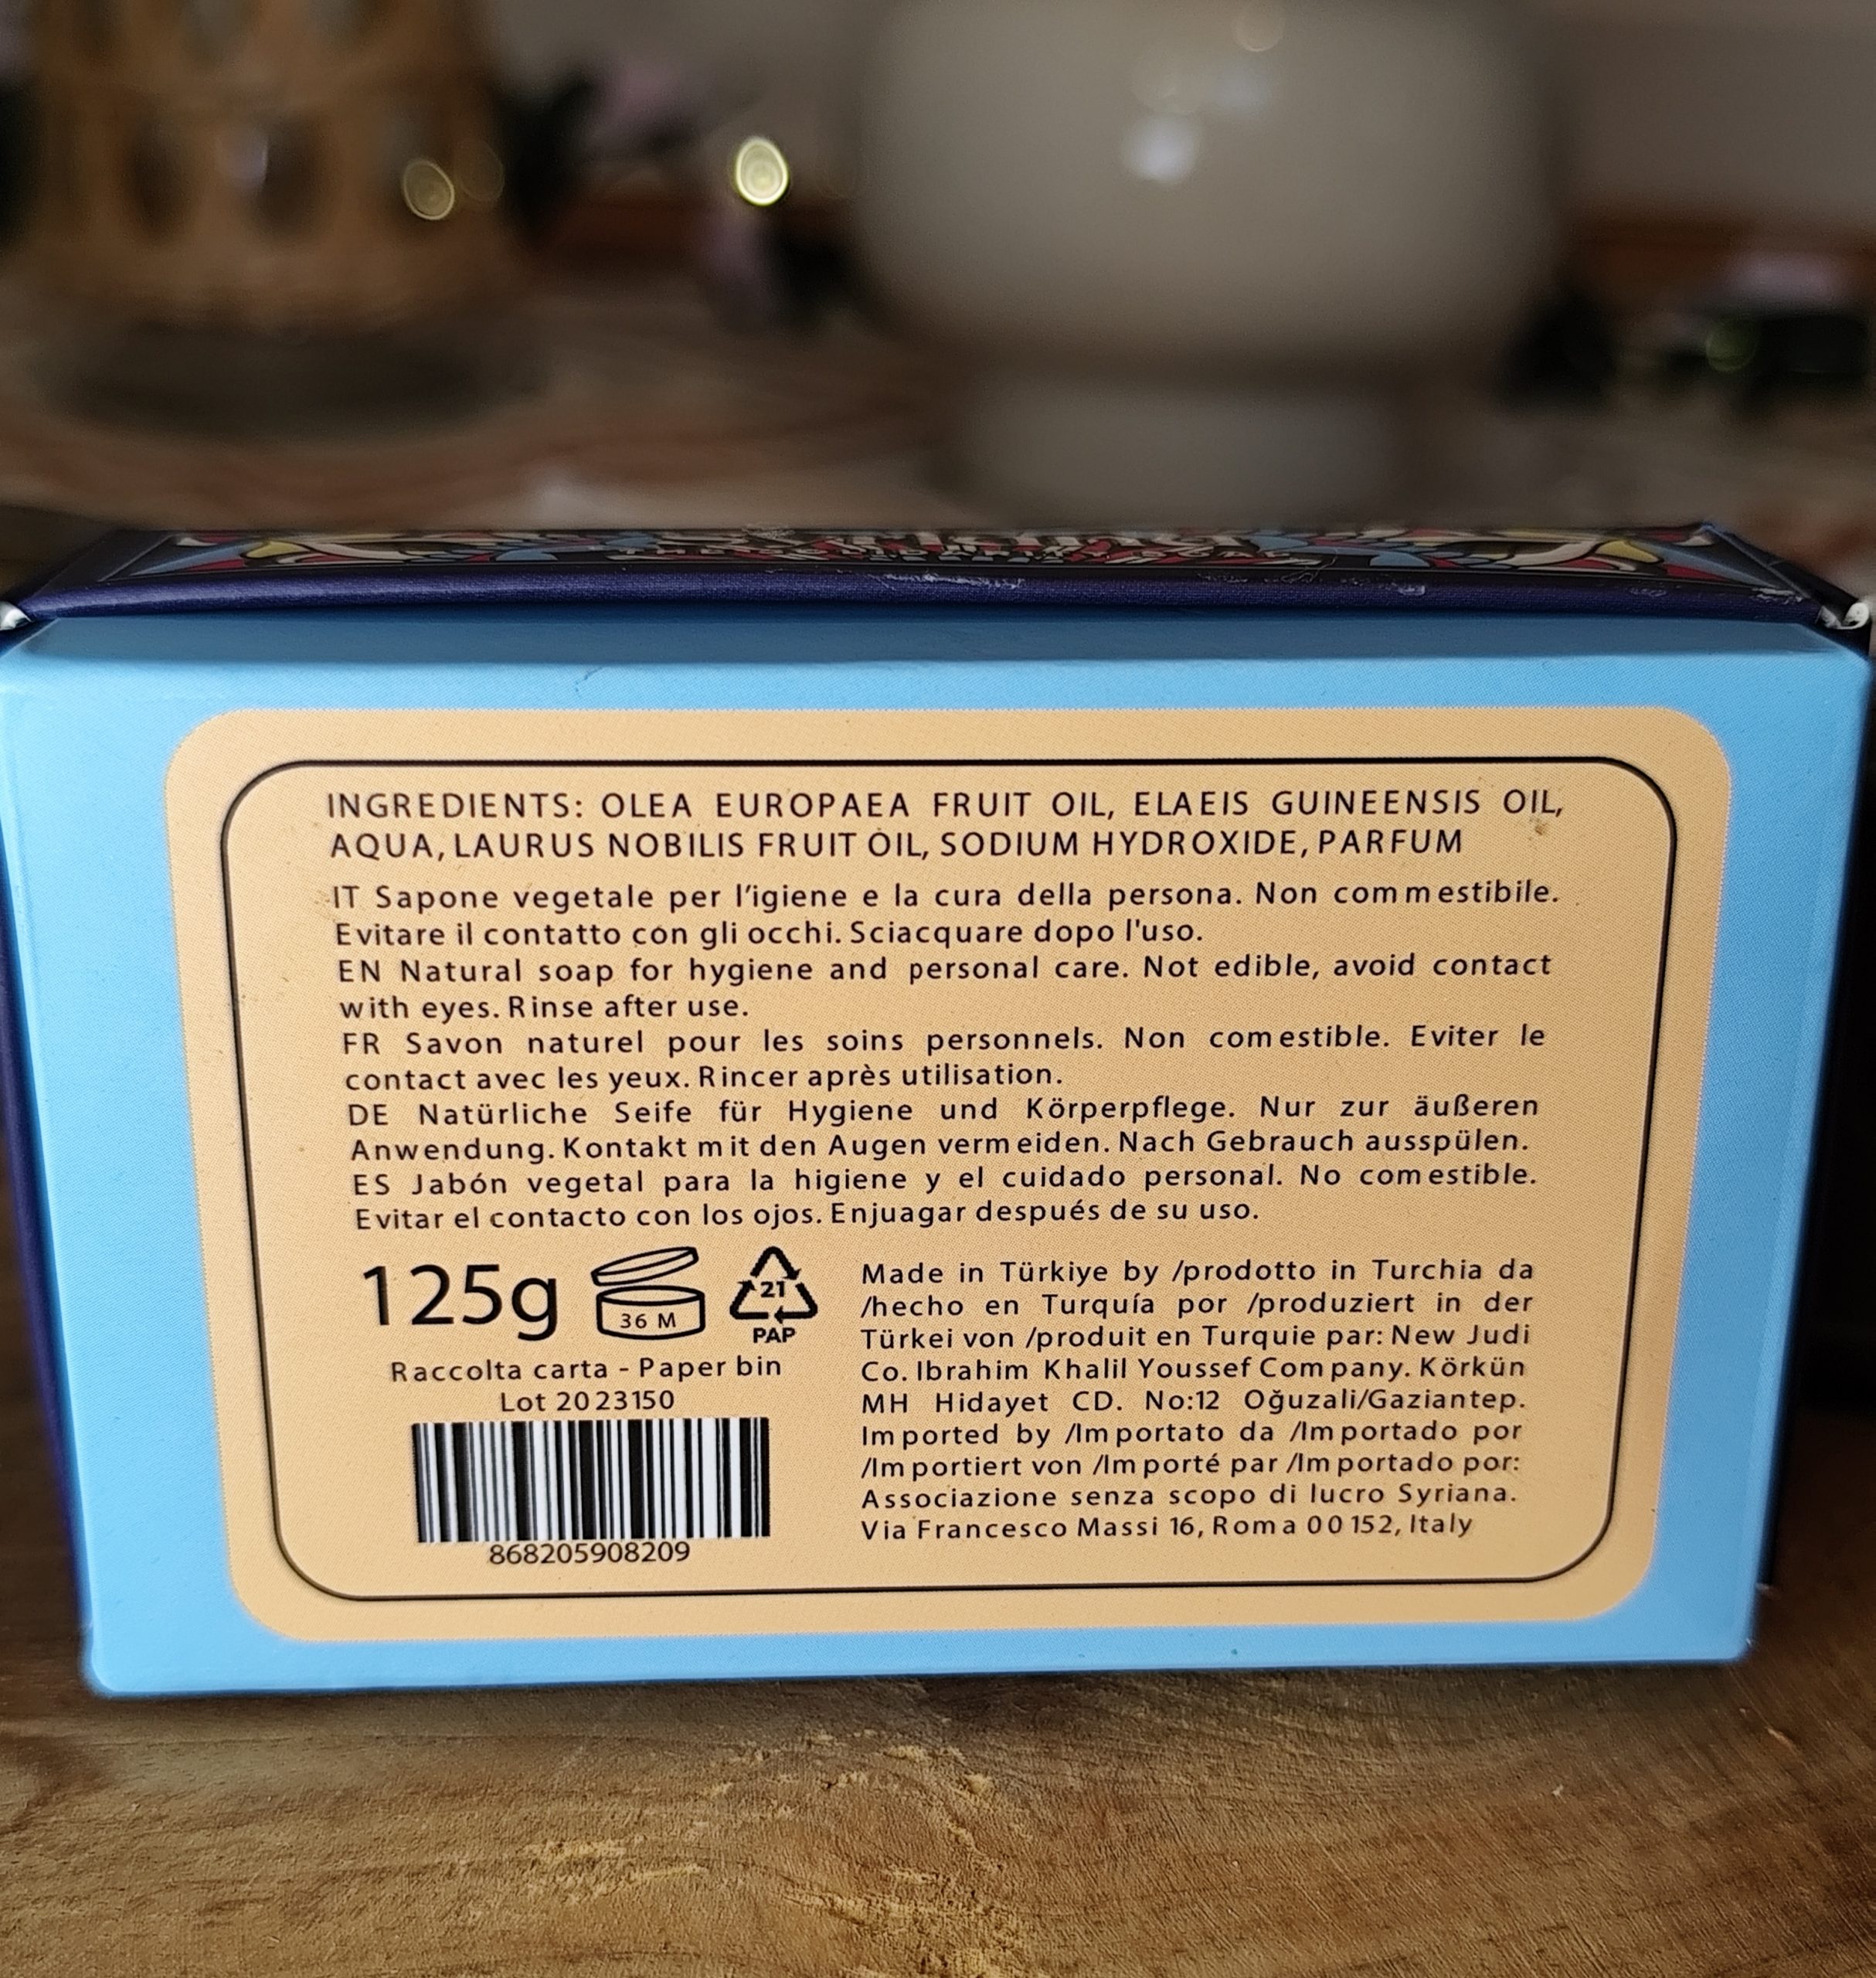 Syriana
INGREDIENTS: OLEA EUROPAEA FRUIT OIL, ELAEIS GUINEENSIS OIL,
AQUA, LAURUS NOBILIS FRUIT OIL, SODIUM HYDROXIDE, PARFUM
IT Sapone vegetale per l’igiene e la cura della persona. Non commestibile.
Evitare il contatto con gli occhi. Sciacquare dopo l'uso.
EN Natural soap for hygiene and personal care. Not edible, avoid contact
with eyes. Rinse after use.
FR Savon naturel pour les soins personnels. Non comestible. Eviter le
contact avec les yeux. Rincer après utilisation.
DE Natürliche Seife für Hygiene und Körperpflege. Nur zur äußeren
Anwendung. Kontakt mit den Augen vermeiden. Nach Gebrauch ausspülen.
ES Jabón vegetal para la higiene y el cuidado personal. No comestible.
Evitar el contacto con los ojos. Enjuagar después de su uso.
125g
36 M
21
PAP
Raccolta carta - Paper bin
Lot 2023150
868205908209
Made in Türkiye by /prodotto in Turchia da
/hecho en Turquía por /produziert in der
Türkei von /produit en Turquie par: New Judi
Co. Ibrahim Khalil Youssef Company. Körkün
MH Hidayet CD. No:12 Oğuzali/Gaziantep.
Imported by /Importato da /Importado por
/Importiert von /Importé par /Importado por:
Associazione senza scopo di lucro Syriana.
Via Francesco Massi 16, Roma 00152, Italy